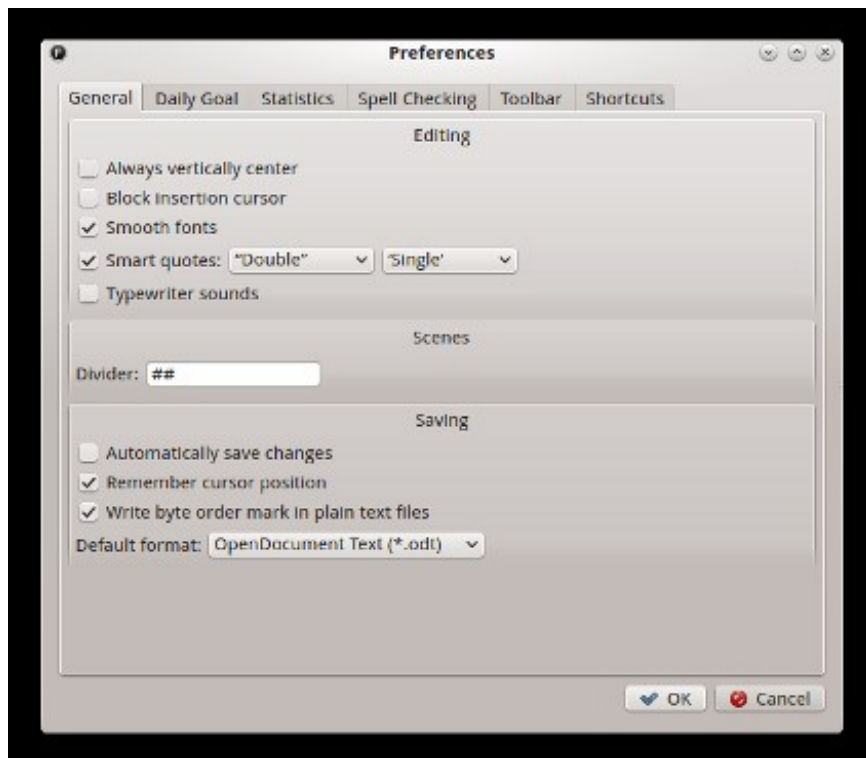 Preferences
General Daily Goal Statistics Spell Checking Toolbar Shortcuts
Editing
Always vertically center
Block insertion cursor
Smooth fonts
Smart quotes: “Double” ‘Single’
Typewriter sounds
Scenes
Divider: ##
Saving
Automatically save changes
Remember cursor position
Write byte order mark in plain text files
Default format: OpenDocument Text (*.odt)
OK Cancel